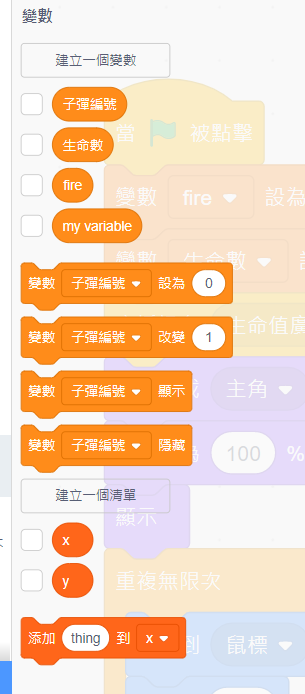 變數
建立一個變數
子彈編號
當 被點擊
生命數
變數 fire 設為
fire
my variable
變數 生命數
變數 子彈編號 設為 0
生命值廣
變數 子彈編號 改變 1
主角
變數 子彈編號 顯示
變數 子彈編號 隱藏
100 %
建立一個清單
顯示
x
y
重複無限次
添加 thing 到 x
到 鼠標